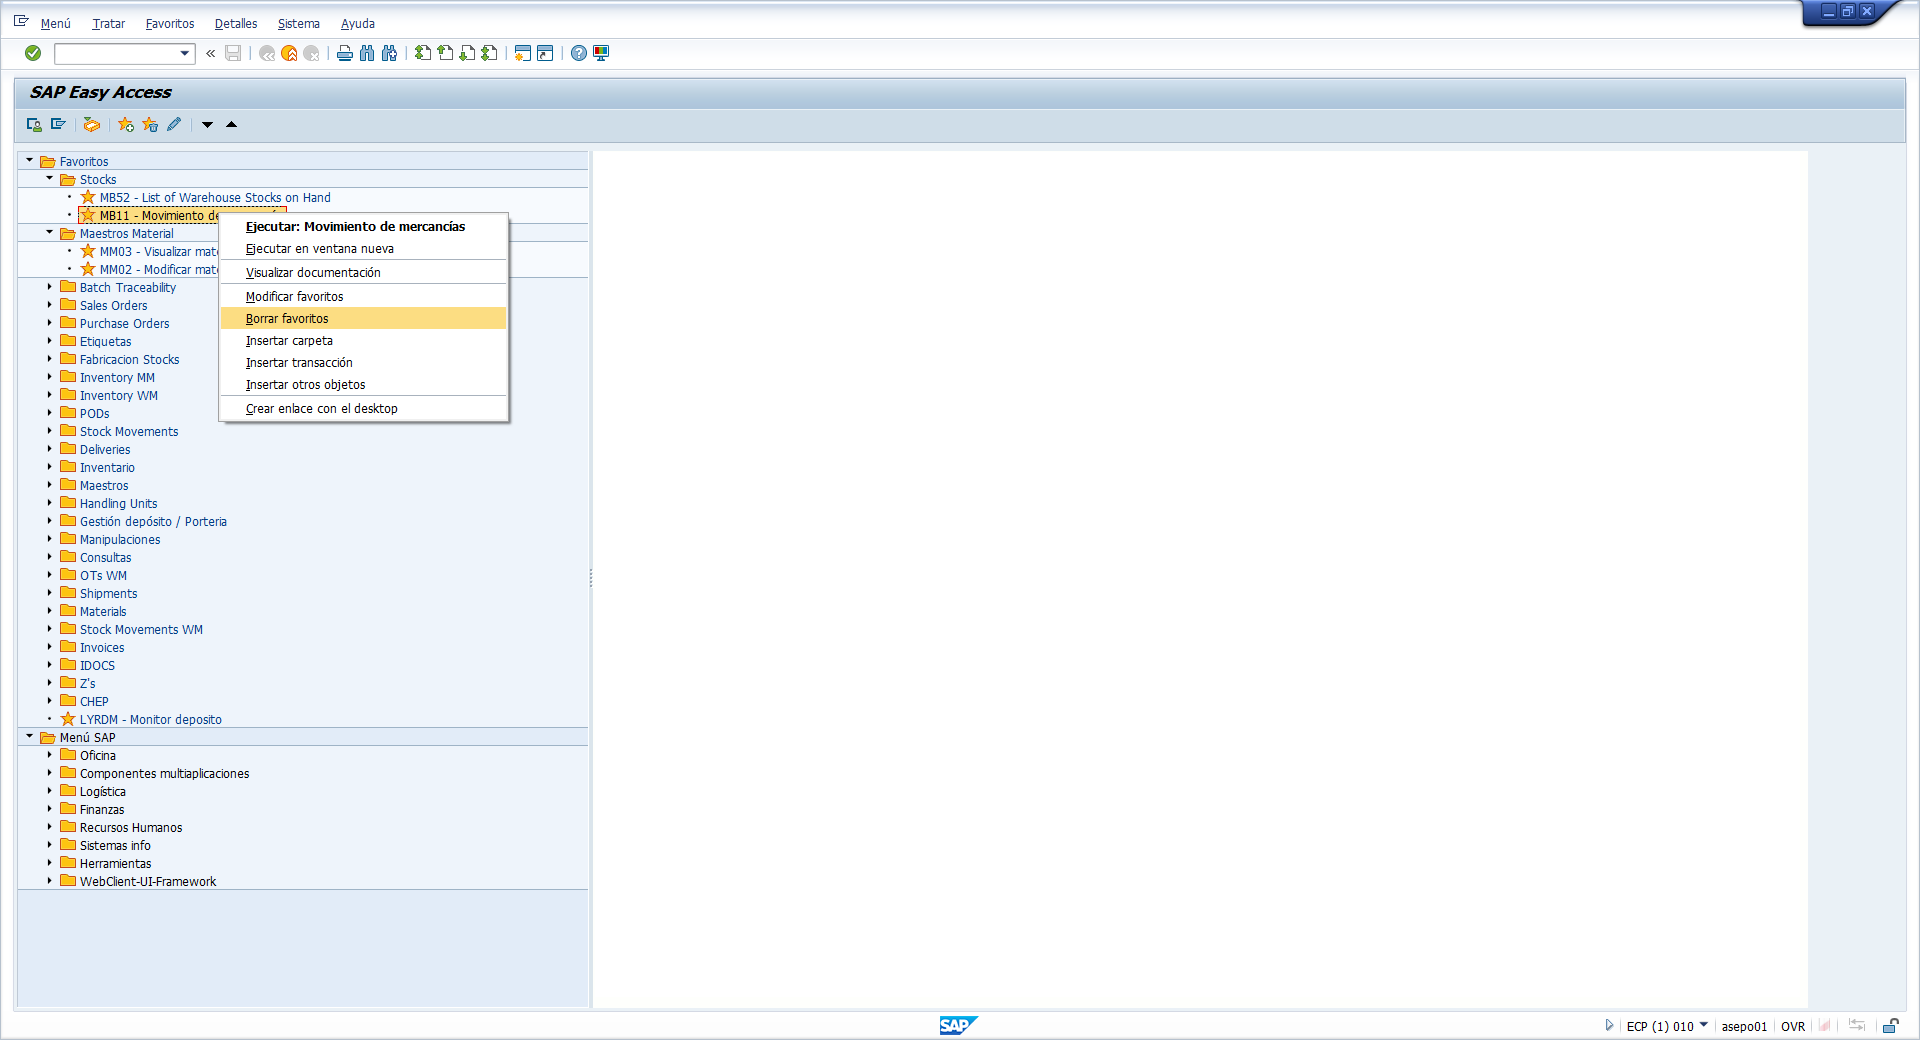 Menú Tratar Favoritos Detalles Sistema Ayuda
SAP Easy Access
Favoritos
Stocks
MB52 - List of Warehouse Stocks on Hand
MB11 - Movimiento de
Maestros Material
MM03 - Visualizar mat
MM02 - Modificar mat
Ejecutar: Movimiento de mercancías
Ejecutar en ventana nueva
Visualizar documentación
Modificar favoritos
Borrar favoritos
Insertar carpeta
Insertar transacción
Insertar otros objetos
Crear enlace con el desktop
Batch Traceability
Sales Orders
Purchase Orders
Etiquetas
Fabricacion Stocks
Inventory MM
Inventory WM
PODs
Stock Movements
Deliveries
Inventario
Maestros
Handling Units
Gestión depósito / Porteria
Manipulaciones
Consultas
OTs WM
Shipments
Materials
Stock Movements WM
Invoices
IDOCS
Z's
CHEP
LYRDM - Monitor deposito
Menú SAP
Oficina
Componentes multiaplicaciones
Logística
Finanzas
Recursos Humanos
Sistemas info
Herramientas
WebClient-UI-Framework
SAP
ECP (1) 010 asepo01 OVR